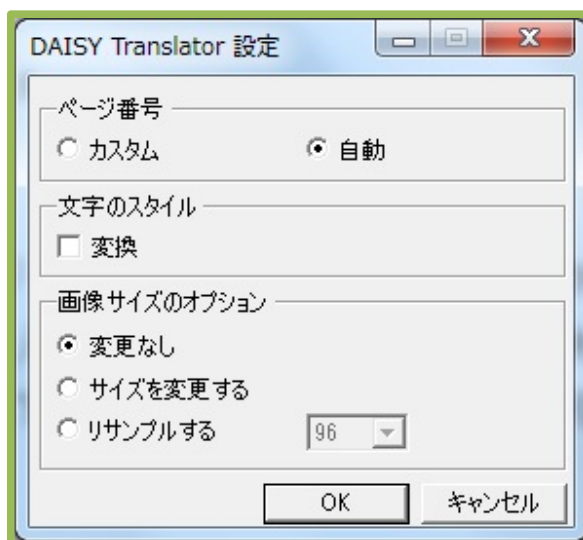 DAISY Translator 設定
ページ番号
カスタム 自動
文字のスタイル
変換
画像サイズのオプション
変更なし
サイズを変更する
リサンプルする 96
OK キャンセル